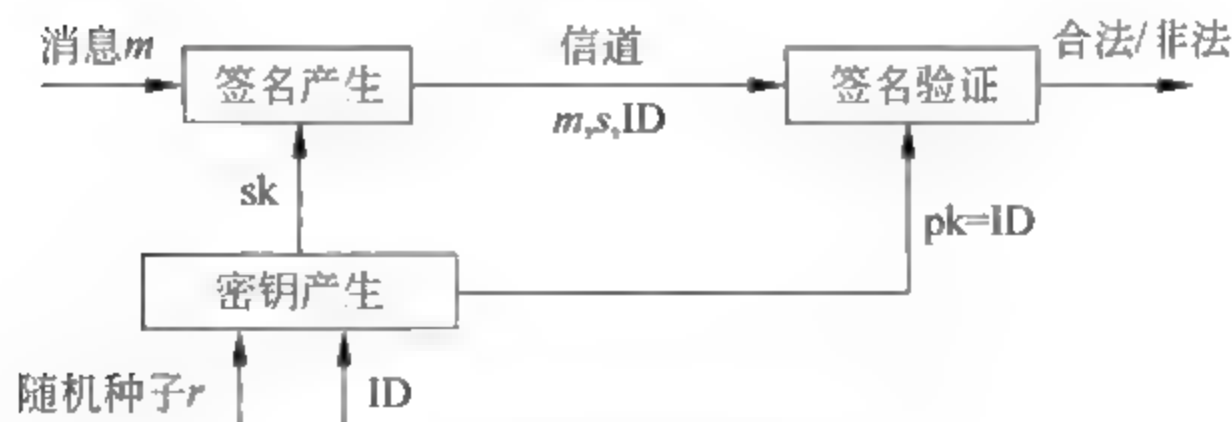 消息m
签名产生
信道
m,s,ID
签名验证
合法/非法
sk
pk=ID
密钥产生
随机种子r
ID